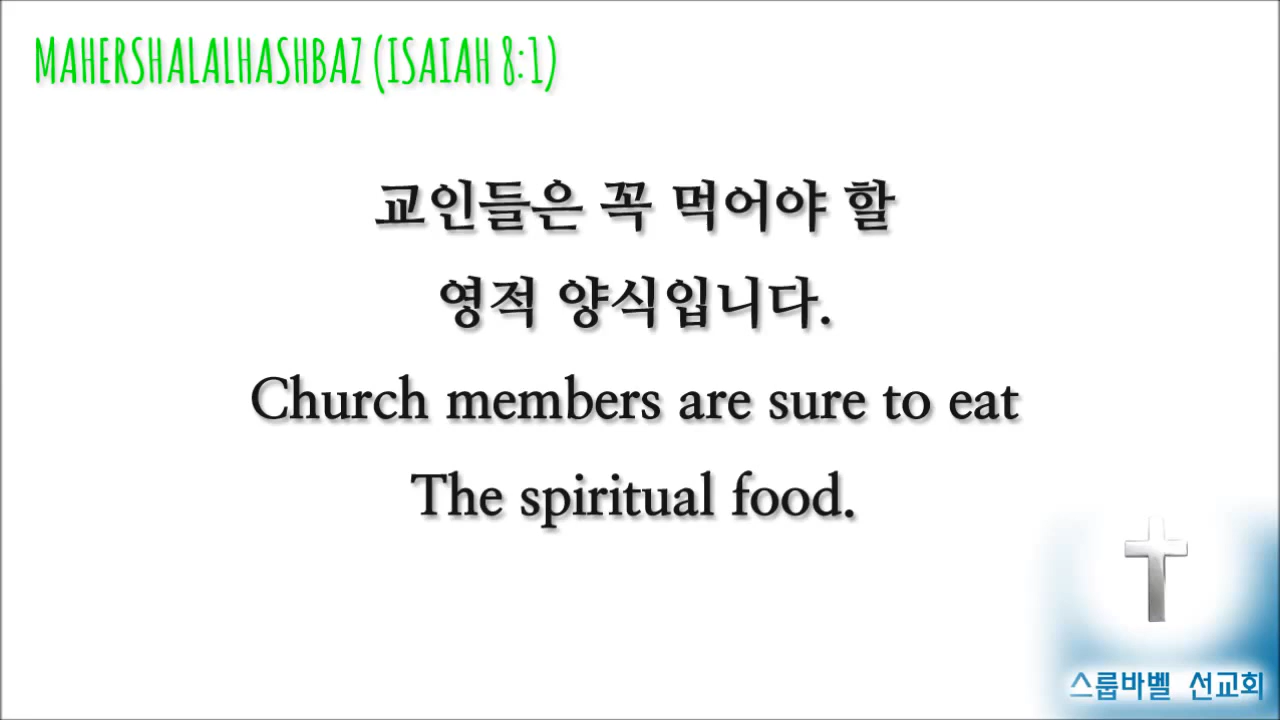 MAHERSHALALHASHBAZ (ISAIAH 8:1)
교인들은 꼭 먹어야 할
영적 양식입니다.
Church members are sure to eat
The spiritual food.
스룹바벨 선교회